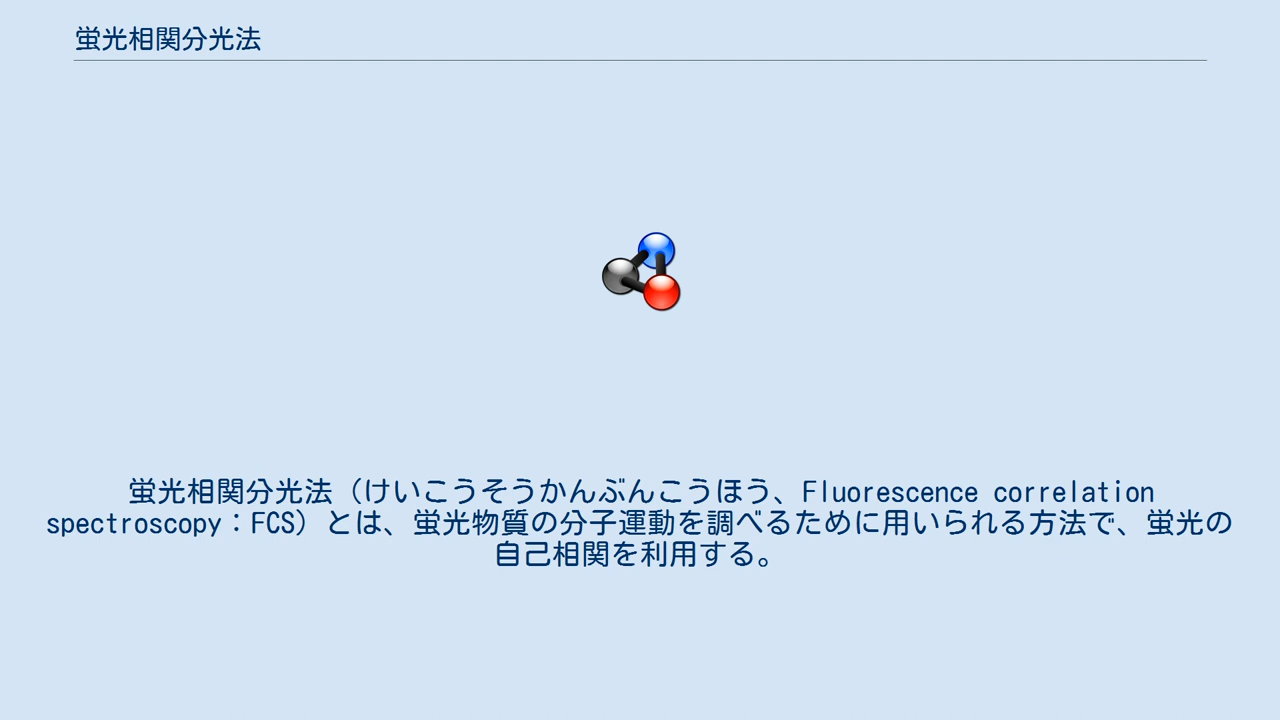 蛍光相関分光法
蛍光相関分光法（けいこうそうかんぶんこうほう、Fluorescence correlation
spectroscopy：FCS）とは、蛍光物質の分子運動を調べるために用いられる方法で、蛍光の
自己相関を利用する。